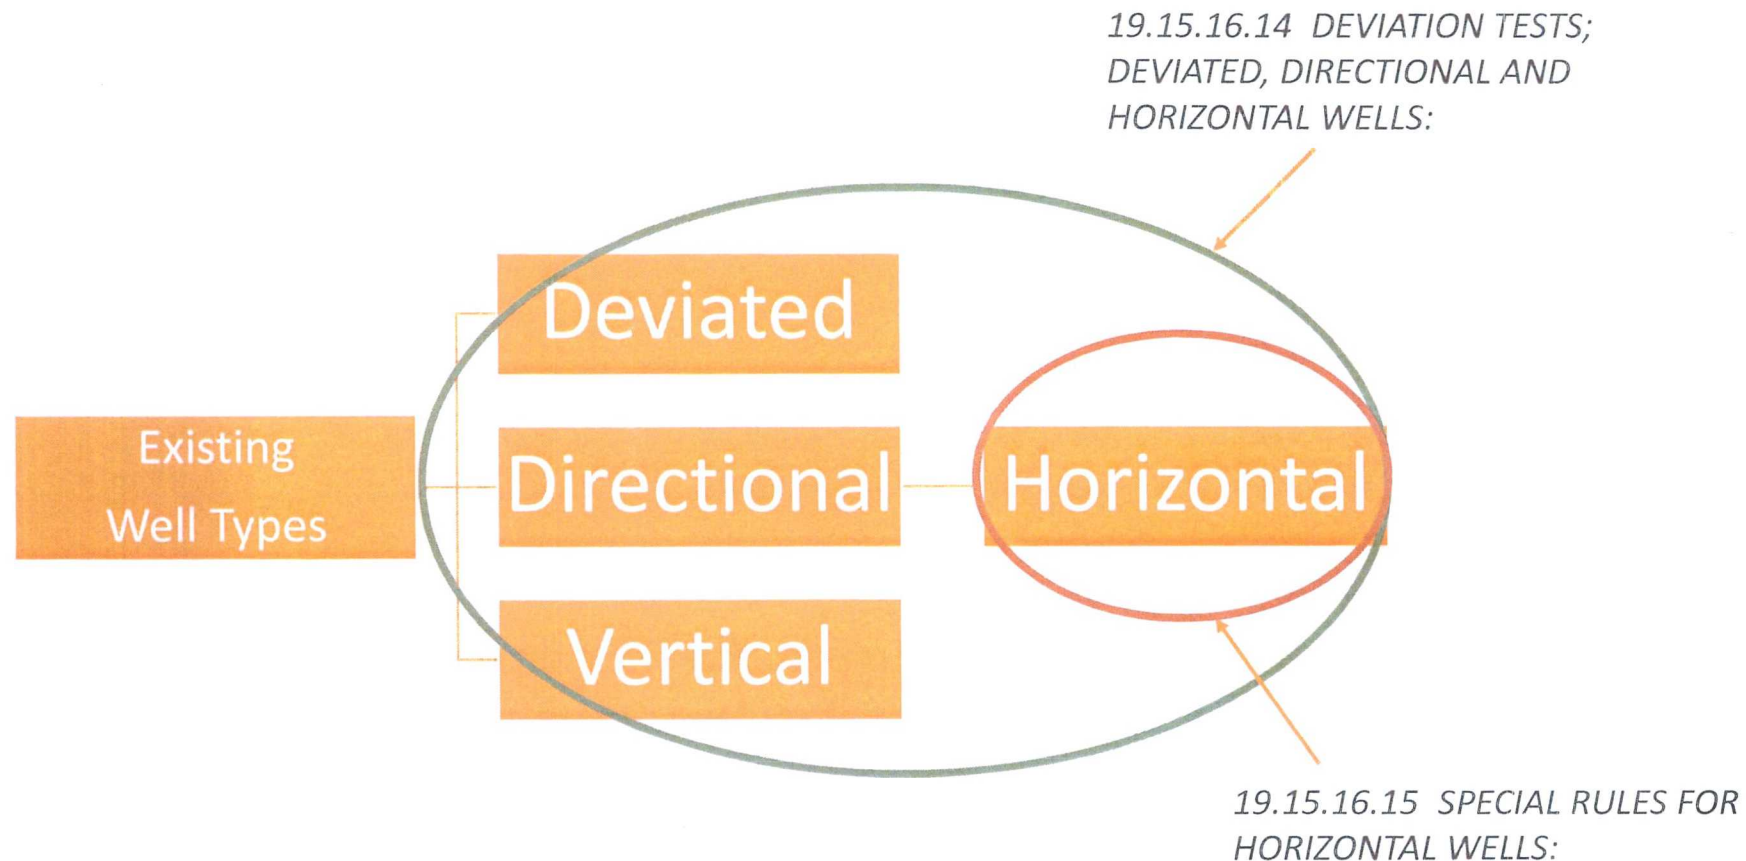 19.15.16.14 DEVIATION TESTS;
DEVIATED, DIRECTIONAL AND
HORIZONTAL WELLS:
Deviated
Existing
Well Types
Directional
Horizontal
Vertical
19.15.16.15 SPECIAL RULES FOR
HORIZONTAL WELLS: